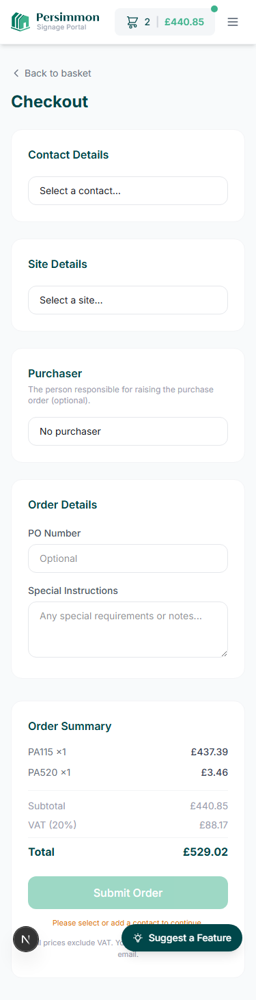 Persimmon
Signage Portal
2 | £440.85
Back to basket
Checkout
Contact Details
Select a contact...
Site Details
Select a site...
Purchaser
The person responsible for raising the purchase
order (optional).
No purchaser
Order Details
PO Number
Optional
Special Instructions
Any special requirements or notes...
Order Summary
PA115 ×1 £437.39
PA520 ×1 £3.46
Subtotal £440.85
VAT (20%) £88.17
Total £529.02
Submit Order
Please select or add a contact to continue
N
Suggest a Feature
prices exclude VAT.
email.